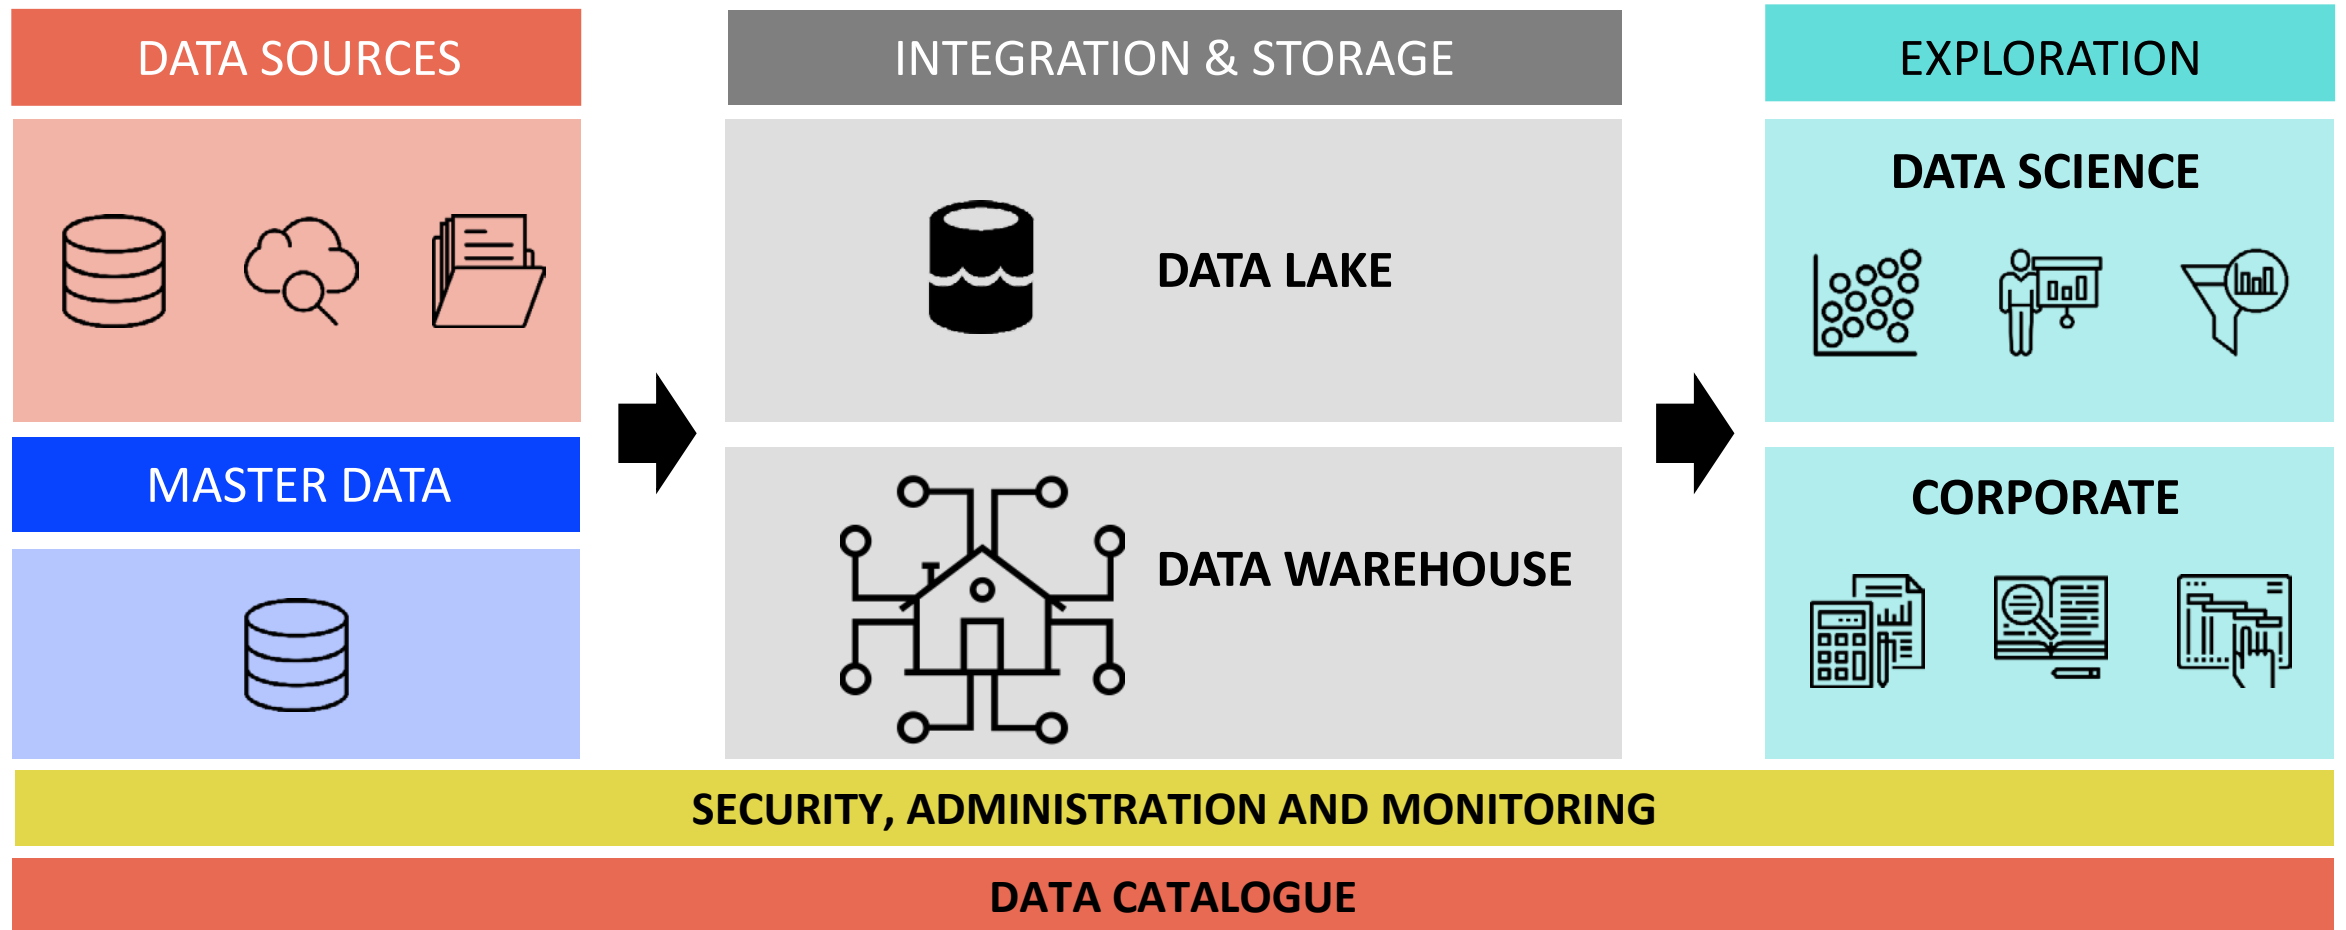 DATA SOURCES
MASTER DATA
INTEGRATION & STORAGE
DATA LAKE
DATA WAREHOUSE
EXPLORATION
DATA SCIENCE
CORPORATE
SECURITY, ADMINISTRATION AND MONITORING
DATA CATALOGUE